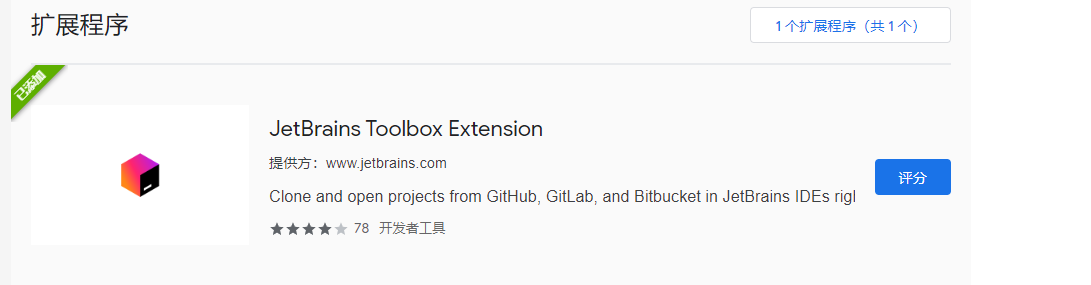 扩展程序
1 个扩展程序（共 1 个）
已添加
JetBrains Toolbox Extension
提供方：www.jetbrains.com
Clone and open projects from GitHub, GitLab, and Bitbucket in JetBrains IDEs rigl
评分
78 开发者工具